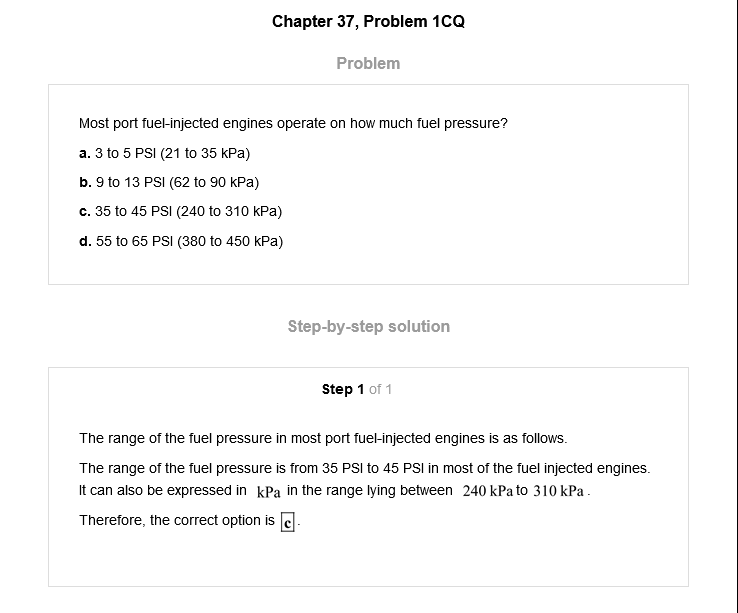 Chapter 37, Problem 1CQ
Problem
Most port fuel-injected engines operate on how much fuel pressure?
a. 3 to 5 PSI (21 to 35 kPa)
b. 9 to 13 PSI (62 to 90 kPa)
c. 35 to 45 PSI (240 to 310 kPa)
d. 55 to 65 PSI (380 to 450 kPa)
Step-by-step solution
Step 1 of 1
The range of the fuel pressure in most port fuel-injected engines is as follows.
The range of the fuel pressure is from 35 PSI to 45 PSI in most of the fuel injected engines.
It can also be expressed in kPa in the range lying between 240 kPa to 310 kPa .
Therefore, the correct option is c .